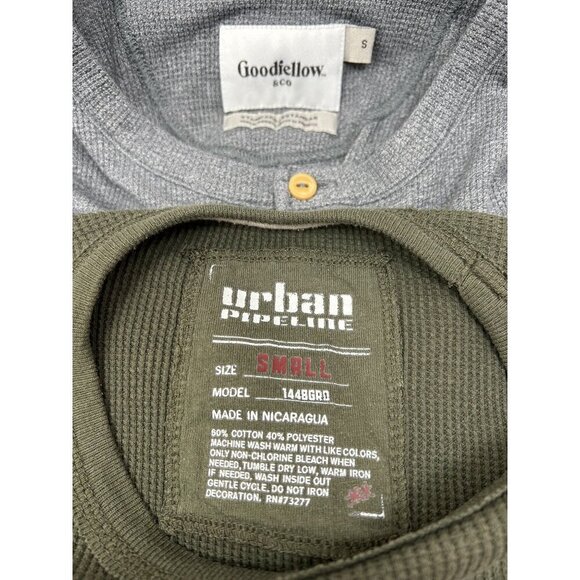 Goodfellow
& CO
S
urban
PIPELINE
SIZE SMALL
MODEL 1448GRD
MADE IN NICARAGUA
60% COTTON 40% POLYESTER
MACHINE WASH WARM WITH LIKE COLORS,
ONLY NON-CHLORINE BLEACH WHEN
NEEDED, TUMBLE DRY LOW, WARM IRON
IF NEEDED, WASH INSIDE OUT
GENTLE CYCLE. DO NOT IRON
DECORATION. RN#73277